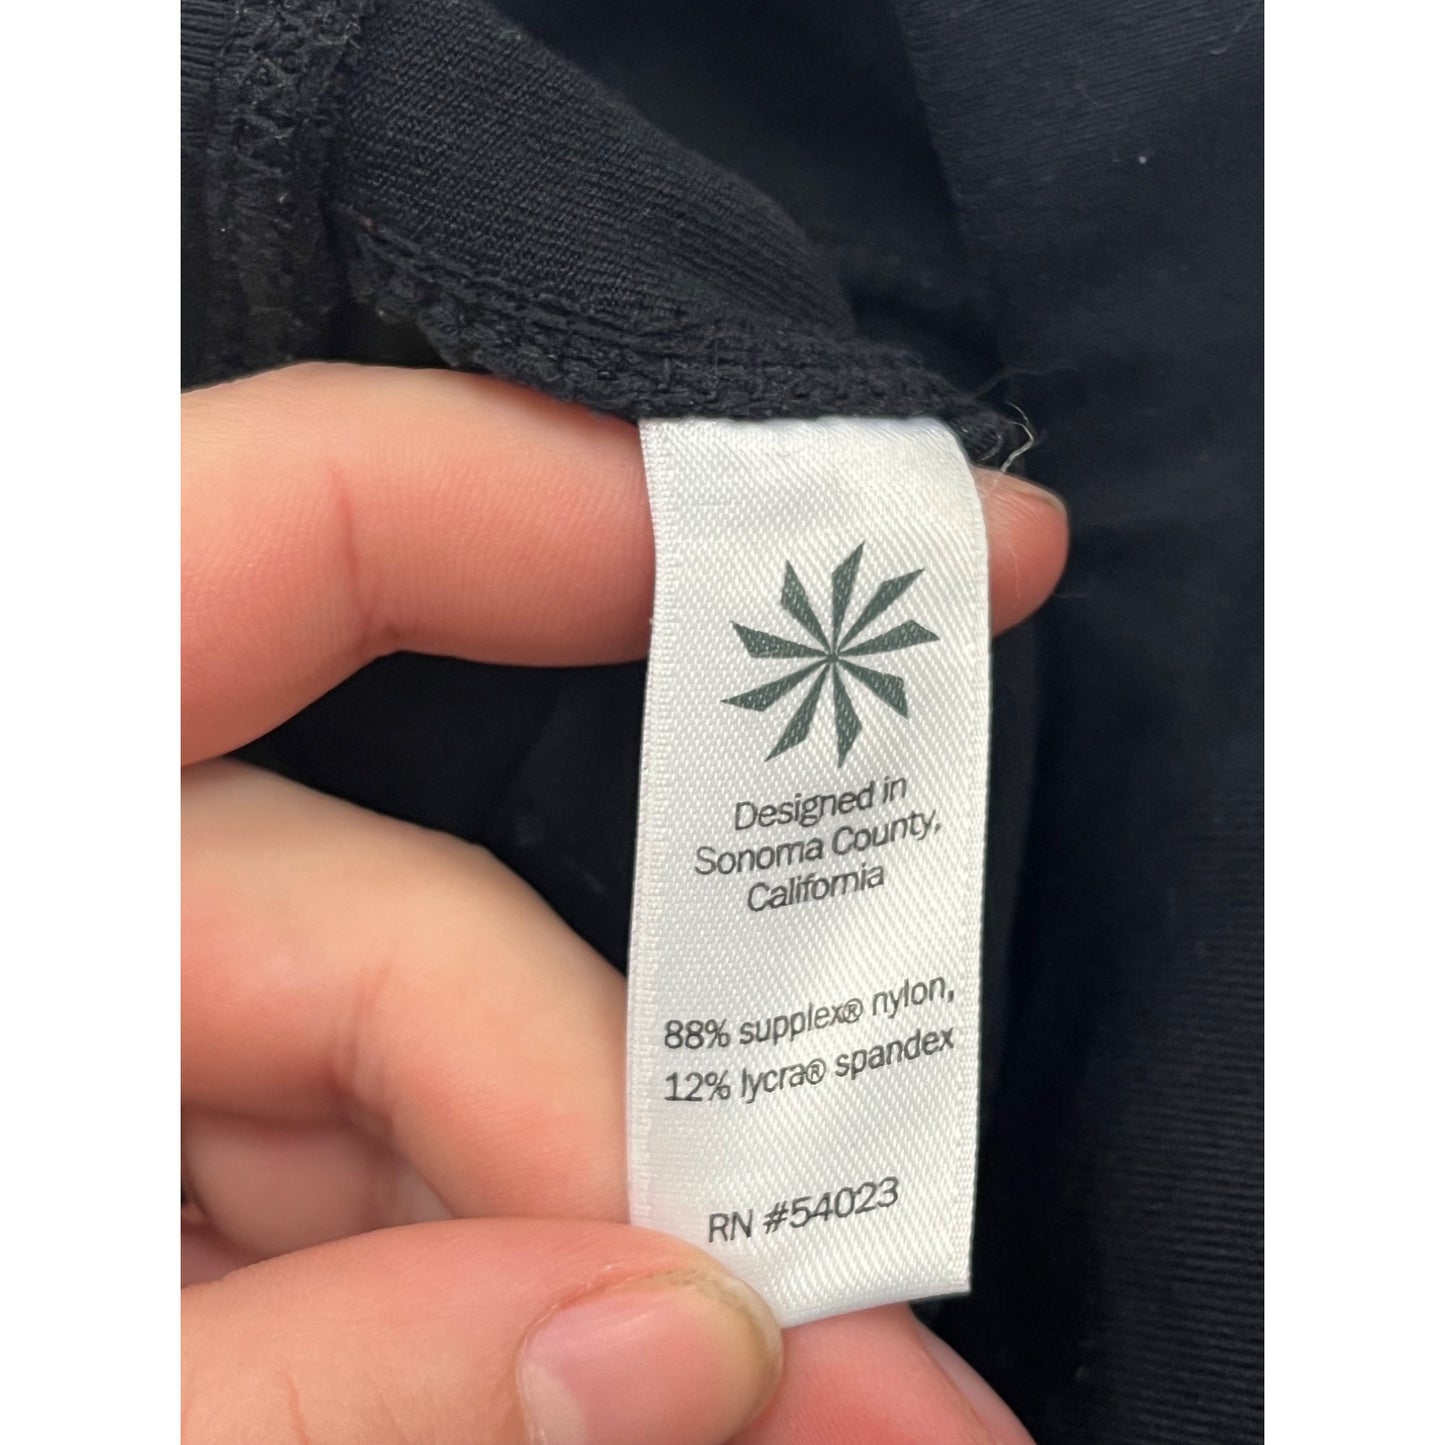 Designed in
Sonoma County,
California
88% supplex® nylon,
12% lycra® spandex
RN #54023